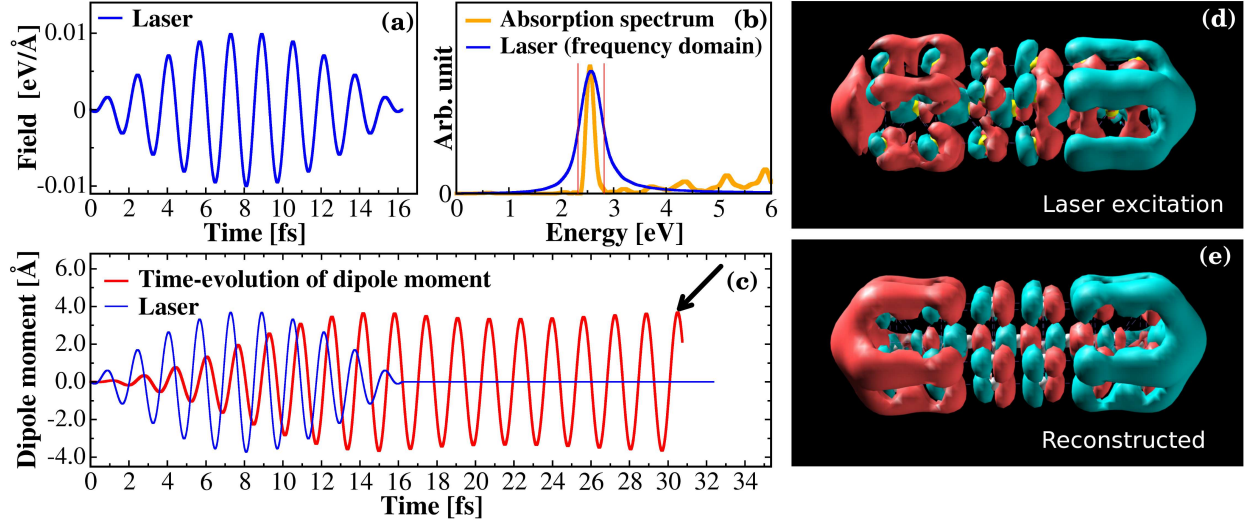 Laser
(a)
Field [eV/Å]
0.01
0
-0.01
0 2 4 6 8 10 12 14 16
Time [fs]
(b)
Absorption spectrum
Laser (frequency domain)
Arb. unit
0
0 1 2 3 4 5 6
Energy [eV]
(d)
Laser excitation
(c)
Time-evolution of dipole moment
Laser
Dipole moment [Å]
6.0
4.0
2.0
0.0
-2.0
-4.0
0 2 4 6 8 10 12 14 16 18 20 22 24 26 28 30 32 34
Time [fs]
(e)
Reconstructed